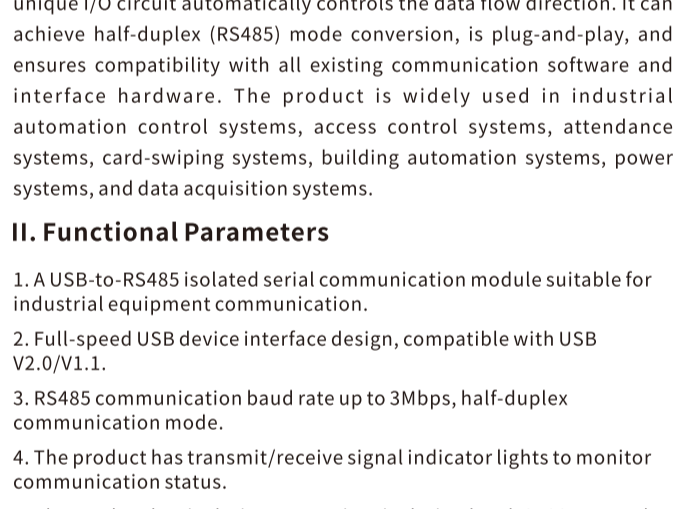 unique I/O circuit automatically controls the data flow direction. It can
achieve half-duplex (RS485) mode conversion, is plug-and-play, and
ensures compatibility with all existing communication software and
interface hardware. The product is widely used in industrial
automation control systems, access control systems, attendance
systems, card-swiping systems, building automation systems, power
systems, and data acquisition systems.
II. Functional Parameters
1. A USB-to-RS485 isolated serial communication module suitable for
industrial equipment communication.
2. Full-speed USB device interface design, compatible with USB
V2.0/V1.1.
3. RS485 communication baud rate up to 3Mbps, half-duplex
communication mode.
4. The product has transmit/receive signal indicator lights to monitor
communication status.